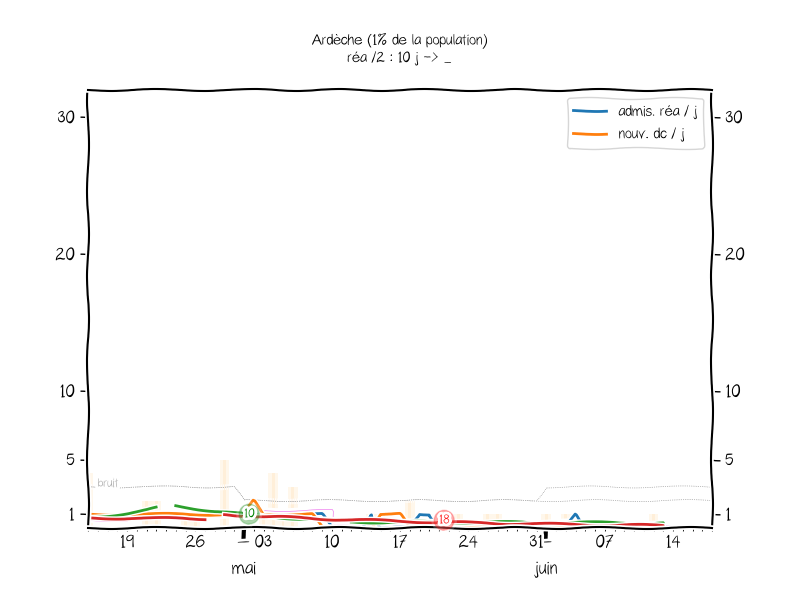 Ardèche (1% de la population)
réa /2 : 10 j -> _
admis. réa / j
nouv. dc / j
30
30
20
20
10
10
5
5
bruit
10
18
1
1
19 26 03 10 17 24 31 07 14
mai juin